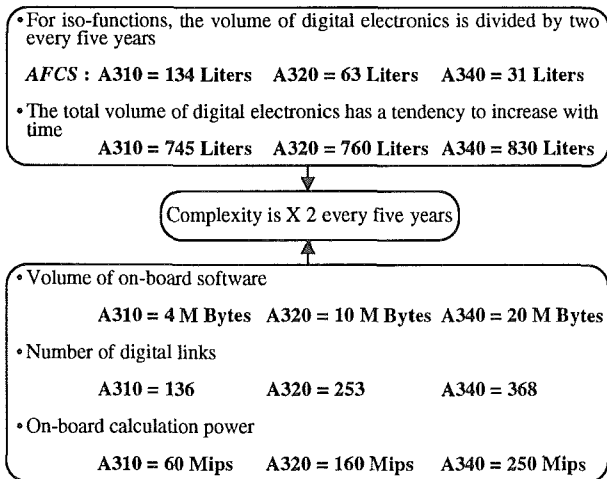 • For iso-functions, the volume of digital electronics is divided by two
every five years
AFCS : A310 = 134 Liters A320 = 63 Liters A340 = 31 Liters
• The total volume of digital electronics has a tendency to increase with
time
A310 = 745 Liters A320 = 760 Liters A340 = 830 Liters
Complexity is X 2 every five years
• Volume of on-board software
A310 = 4 M Bytes A320 = 10 M Bytes A340 = 20 M Bytes
• Number of digital links
A310 = 136 A320 = 253 A340 = 368
• On-board calculation power
A310 = 60 Mips A320 = 160 Mips A340 = 250 Mips